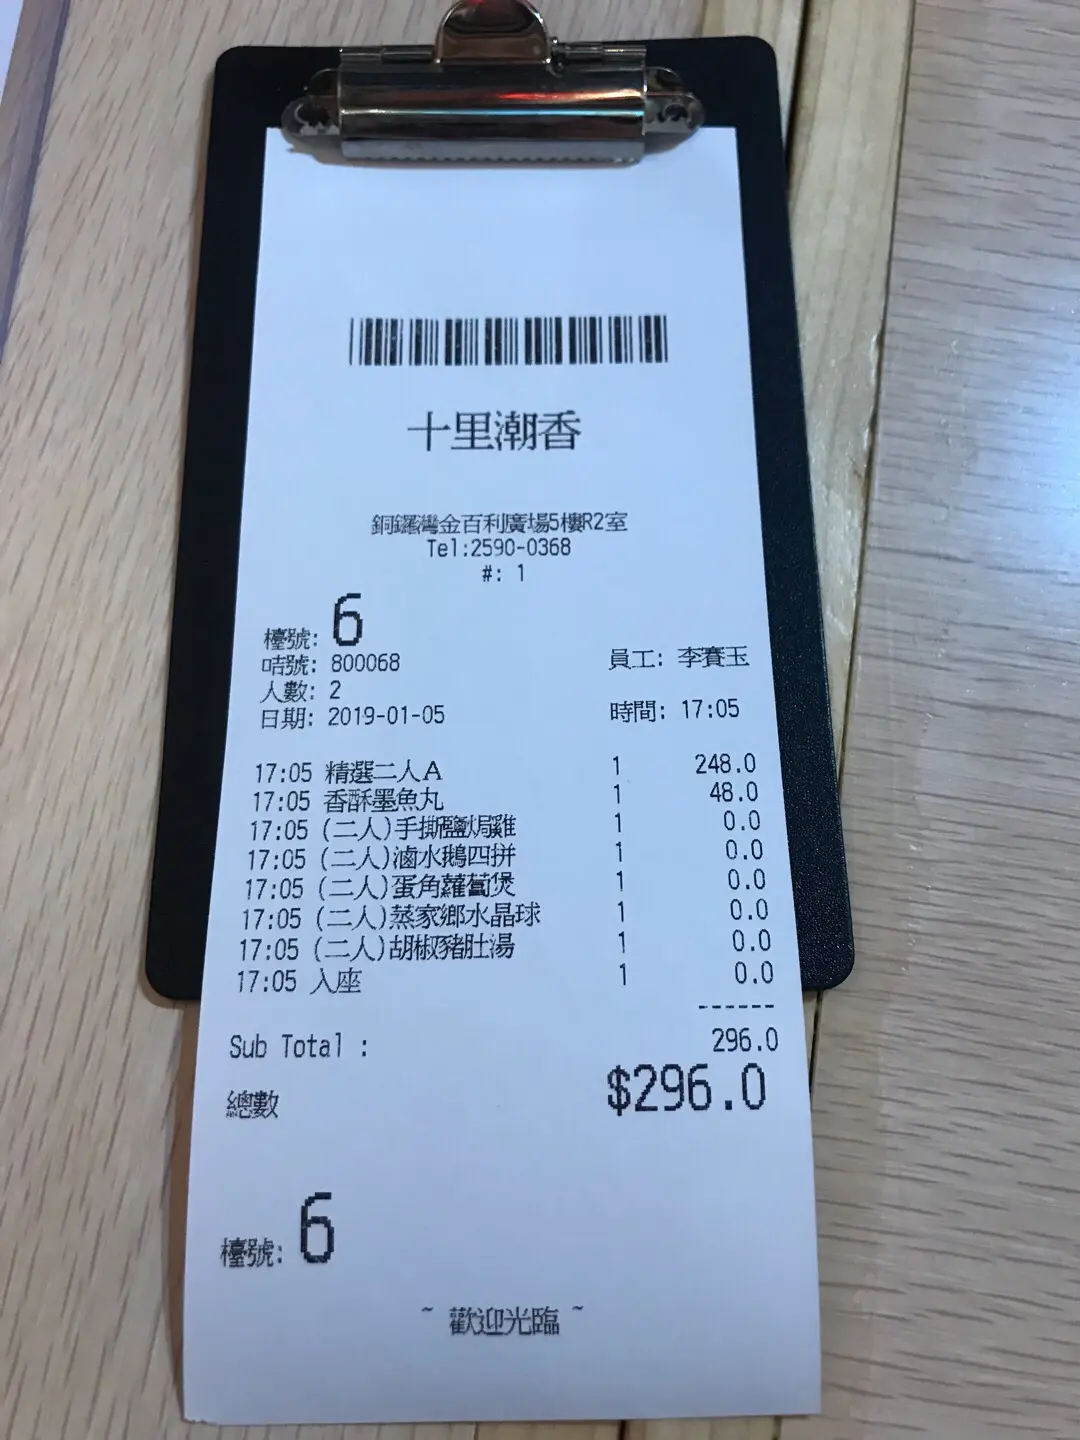 十里潮香
銅鑼灣金百利廣場5樓R2室
Tel:2590-0368
#: 1
檯號: 6
咭號: 800068
員工: 李賽玉
人數: 2
日期: 2019-01-05
時間: 17:05
17:05 精選二人A 1 248.0
17:05 香酥墨魚丸 1 48.0
17:05 (二人)手撕鹽焗雞 1 0.0
17:05 (二人)滷水鵝四拼 1 0.0
17:05 (二人)蛋角蘿蔔煲 1 0.0
17:05 (二人)蒸家鄉水晶球 1 0.0
17:05 (二人)胡椒豬肚湯 1 0.0
17:05 入座 1 0.0
------
Sub Total : 296.0
總數 $296.0
檯號: 6
~ 歡迎光臨 ~